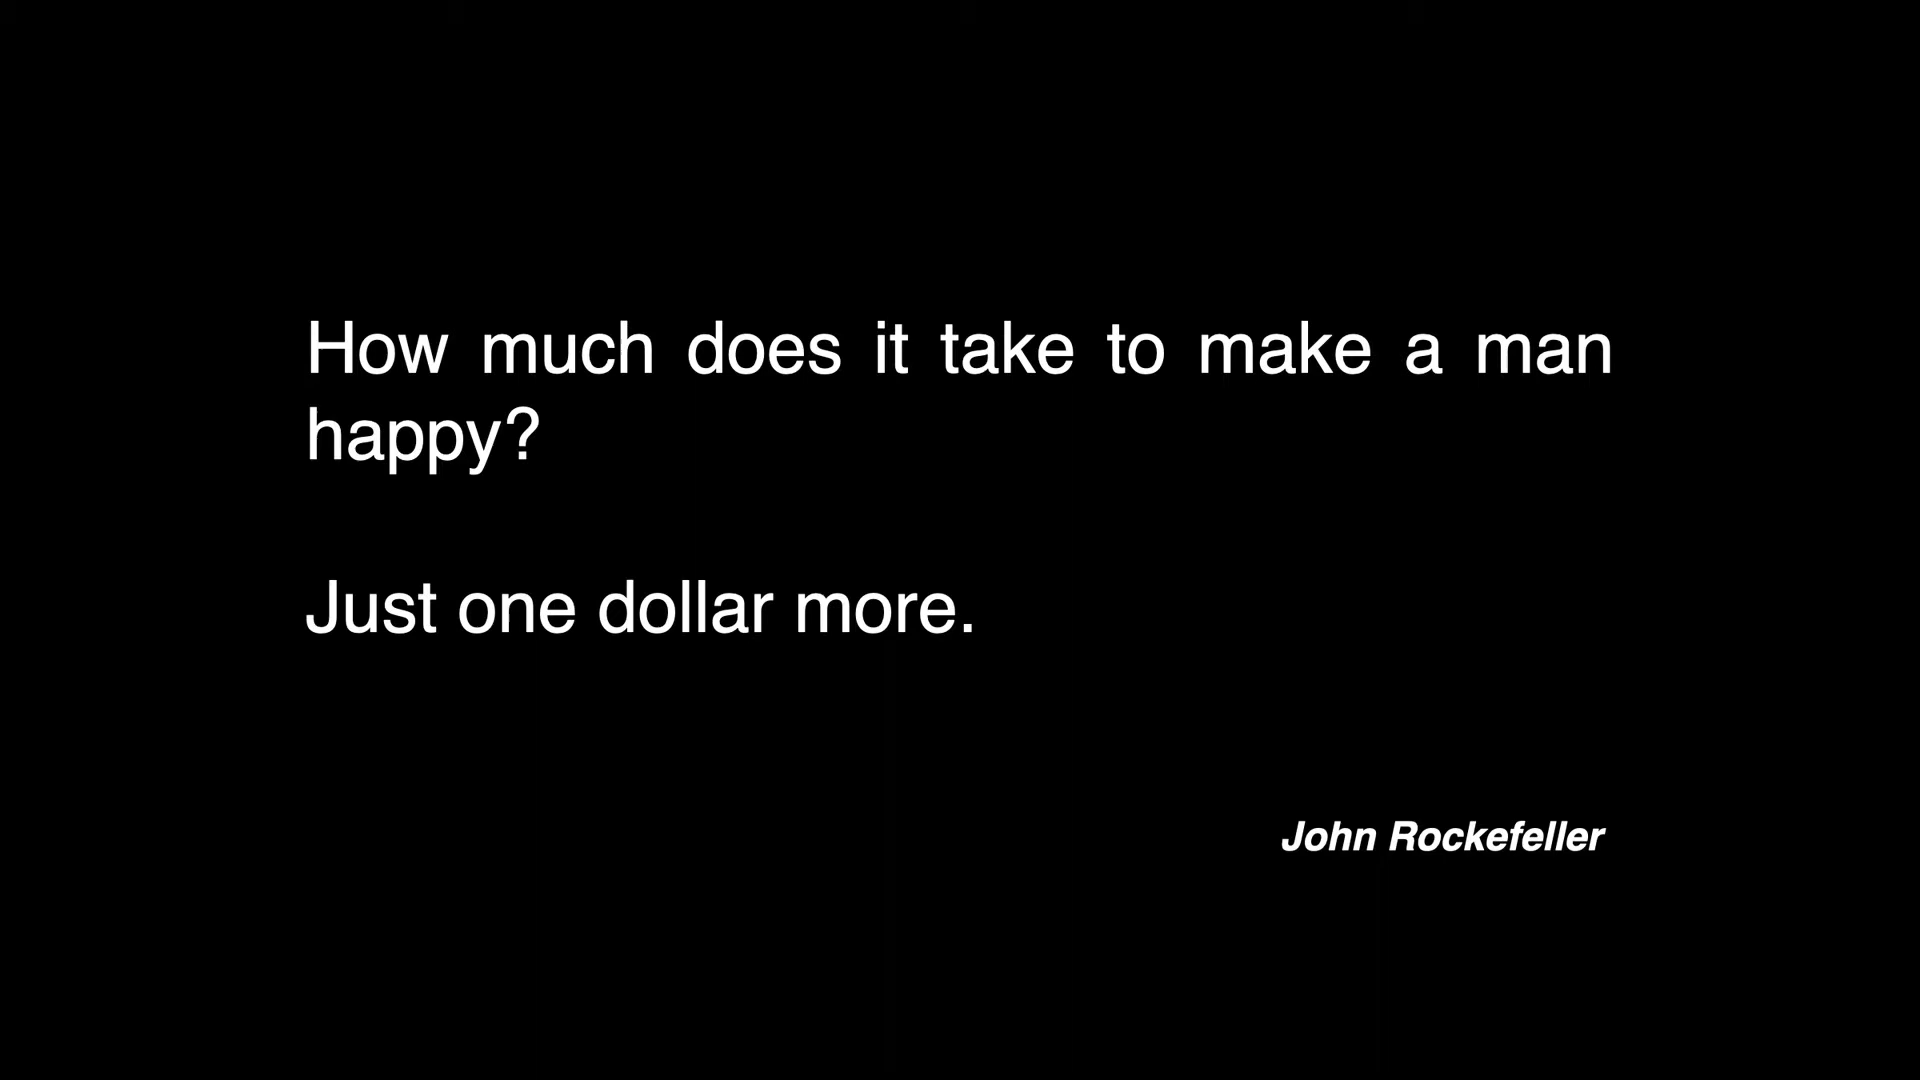 How much does it take to make a man
happy?
Just one dollar more.
John Rockefeller